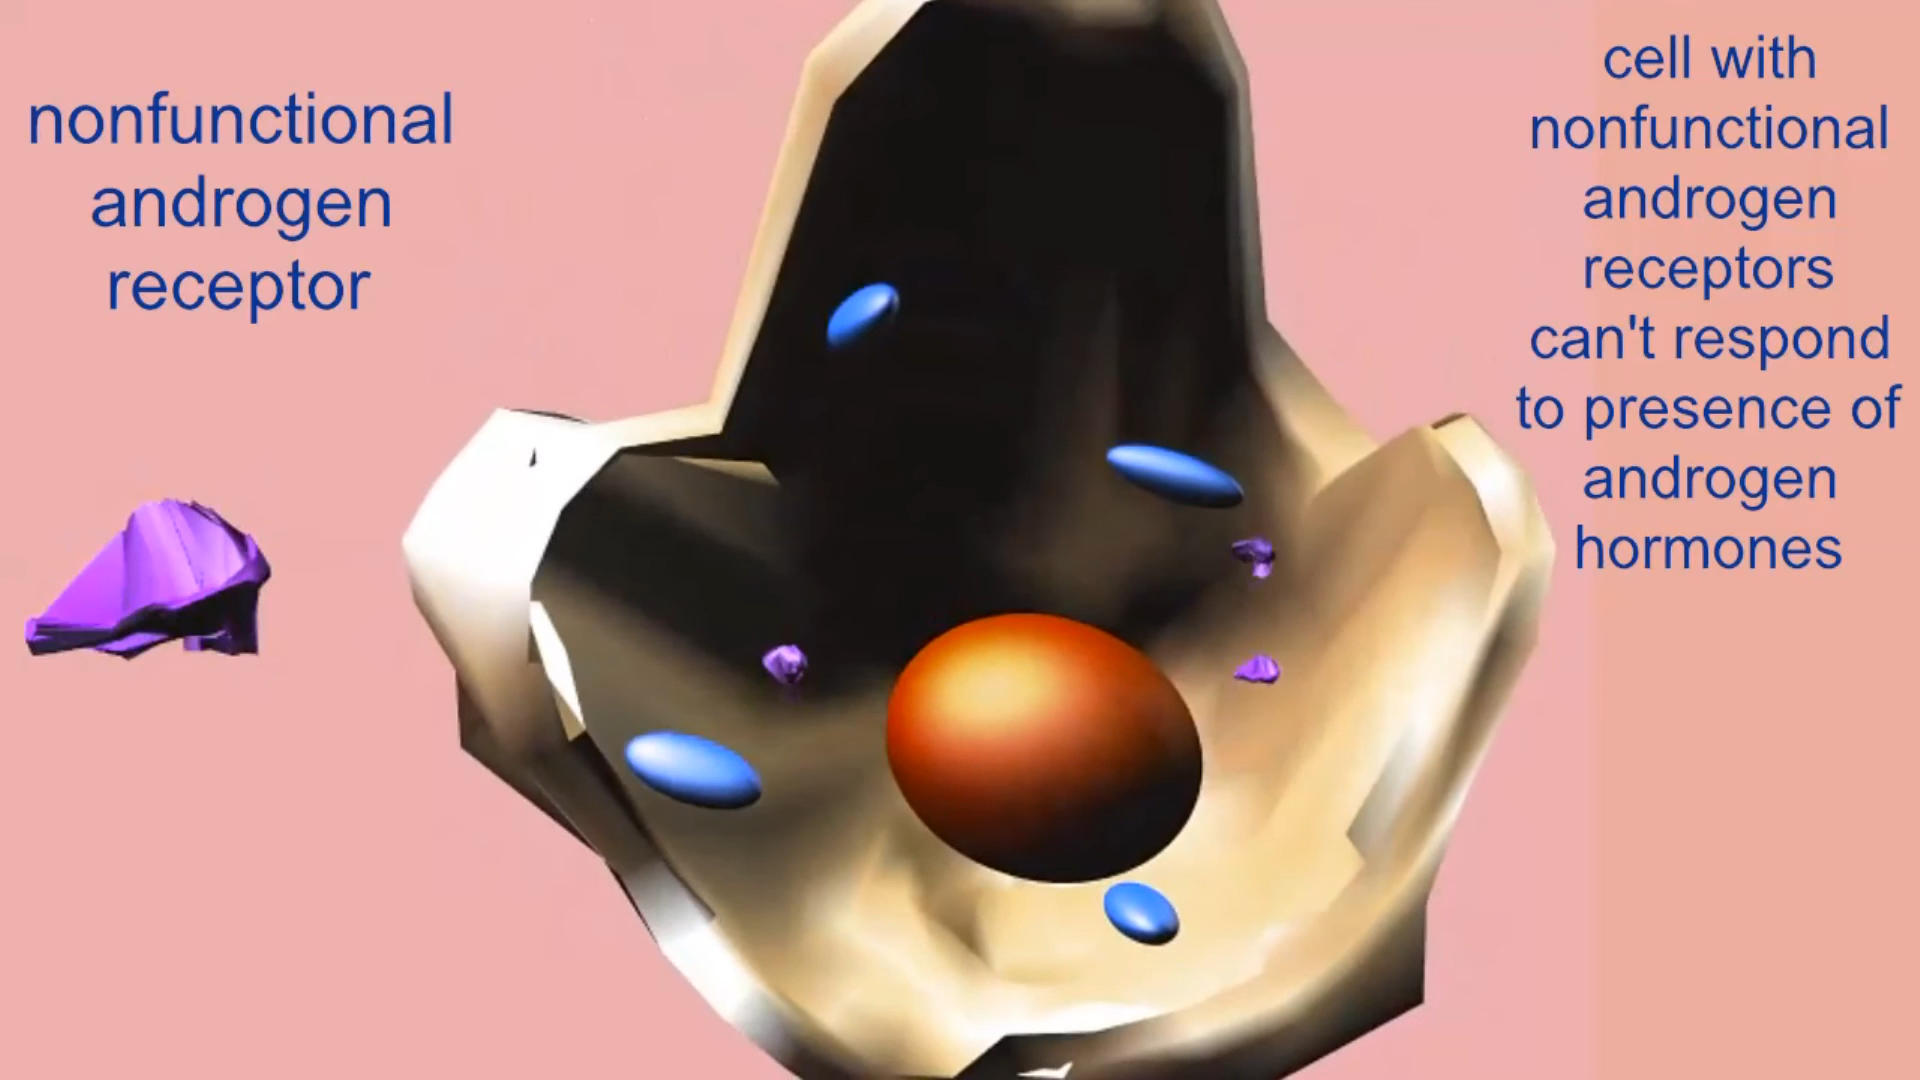 nonfunctional
androgen
receptor
cell with
nonfunctional
androgen
receptors
can't respond
to presence of
androgen
hormones